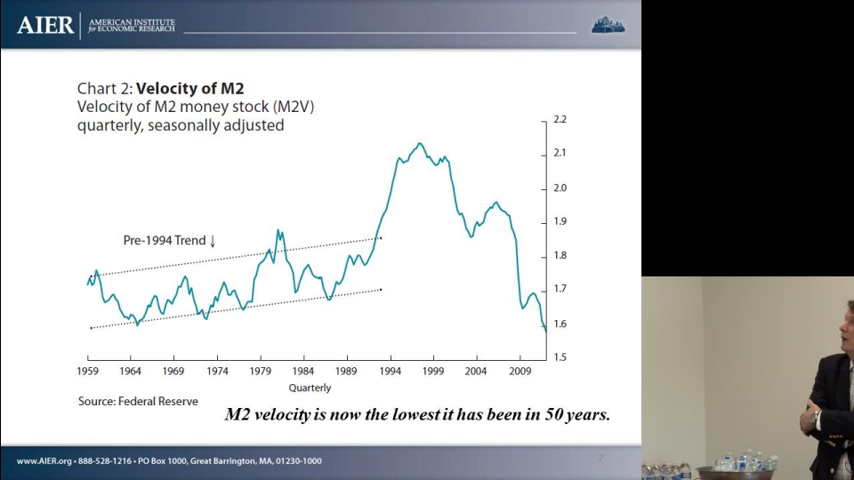 AIER
AMERICAN INSTITUTE
for ECONOMIC RESEARCH
Chart 2: Velocity of M2
Velocity of M2 money stock (M2V)
quarterly, seasonally adjusted
2.2
2.1
2.0
1.9
Pre-1994 Trend ↓
1.8
1.7
1.6
1.5
1959 1964 1969 1974 1979 1984 1989 1994 1999 2004 2009
Quarterly
Source: Federal Reserve
M2 velocity is now the lowest it has been in 50 years.
7
www.AIER.org • 888-528-1216 • PO Box 1000, Great Barrington, MA, 01230-1000